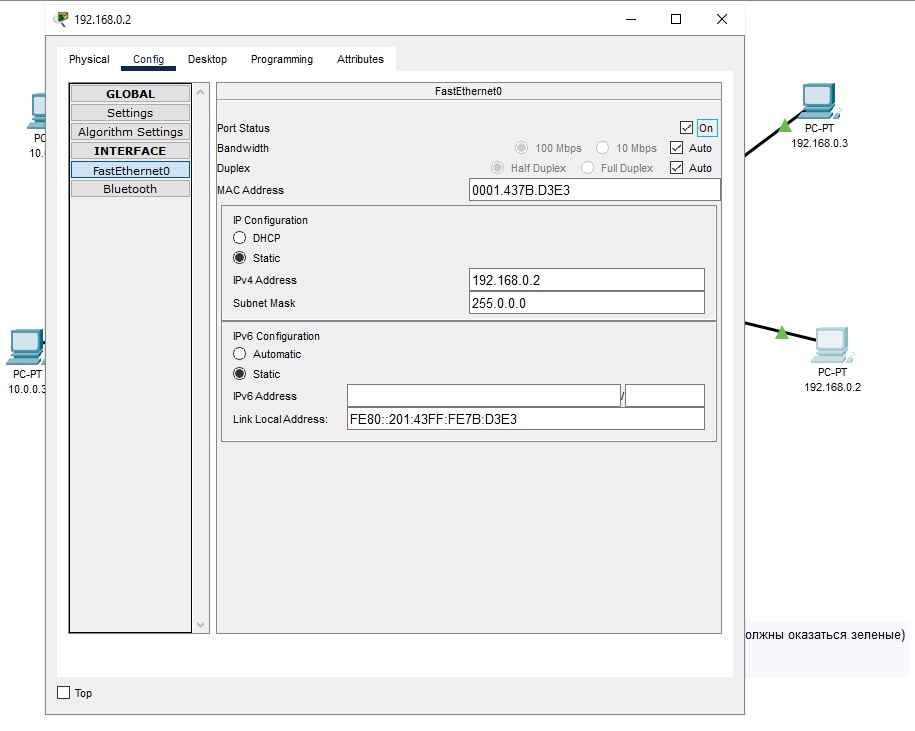 192.168.0.2
Physical Config Desktop Programming Attributes
GLOBAL
Settings
Algorithm Settings
INTERFACE
FastEthernet0
Bluetooth
FastEthernet0
Port Status On
Bandwidth 100 Mbps 10 Mbps Auto
Duplex Half Duplex Full Duplex Auto
MAC Address 0001.437B.D3E3
IP Configuration
DHCP
Static
IPv4 Address 192.168.0.2
Subnet Mask 255.0.0.0
IPv6 Configuration
Automatic
Static
IPv6 Address /
Link Local Address: FE80::201:43FF:FE7B:D3E3
Top
PC
10.
PC-PT
10.0.0.3
PC-PT
192.168.0.3
PC-PT
192.168.0.2
олжны оказаться зеленые)